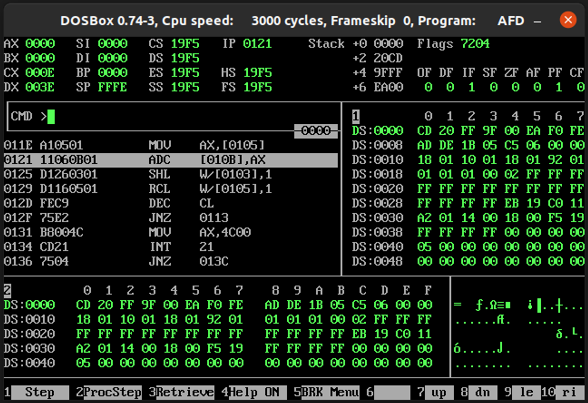 DOSBox 0.74-3, Cpu speed: 3000 cycles, Frameskip 0, Program: AFD
AX 0000 SI 0000 CS 19F5 IP 0121 Stack +0 0000 Flags 7204
BX 0000 DI 0000 DS 19F5 +2 20CD
CX 000E BP 0000 ES 19F5 HS 19F5 +4 9FFF OF DF IF SF ZF AF PF CF
DX 003E SP FFFE SS 19F5 FS 19F5 +6 EA00 0 0 1 0 0 0 1 0
CMD >
0000
1 0 1 2 3 4 5 6 7
DS:0000 CD 20 FF 9F 00 EA F0 FE
011E A10501 MOV AX,[0105] DS:0008 AD DE 1B 05 C5 06 00 00
0121 11060B01 ADC [010B],AX DS:0010 18 01 10 01 18 01 92 01
0125 D1260301 SHL W/[0103],1 DS:0018 01 01 01 00 02 FF FF FF
0129 D1160501 RCL W/[0105],1 DS:0020 FF FF FF FF FF FF FF FF
012D FEC9 DEC CL DS:0028 FF FF FF FF EB 19 C0 11
012F 75E2 JNZ 0113 DS:0030 A2 01 14 00 18 00 F5 19
0131 B8004C MOV AX,4C00 DS:0038 FF FF FF FF 00 00 00 00
0134 CD21 INT 21 DS:0040 05 00 00 00 00 00 00 00
0136 7504 JNZ 013C DS:0048 00 00 00 00 00 00 00 00
2 0 1 2 3 4 5 6 7 8 9 A B C D E F
DS:0000 CD 20 FF 9F 00 EA F0 FE AD DE 1B 05 C5 06 00 00
DS:0010 18 01 10 01 18 01 92 01 01 01 01 00 02 FF FF FF
DS:0020 FF FF FF FF FF FF FF FF FF FF FF FF EB 19 C0 11
DS:0030 A2 01 14 00 18 00 F5 19 FF FF FF FF 00 00 00 00
DS:0040 05 00 00 00 00 00 00 00 00 00 00 00 00 00 00 00
1 Step 2ProcStep 3Retrieve 4Help ON 5BRK Menu 6 7 up 8 dn 9 le 10 ri